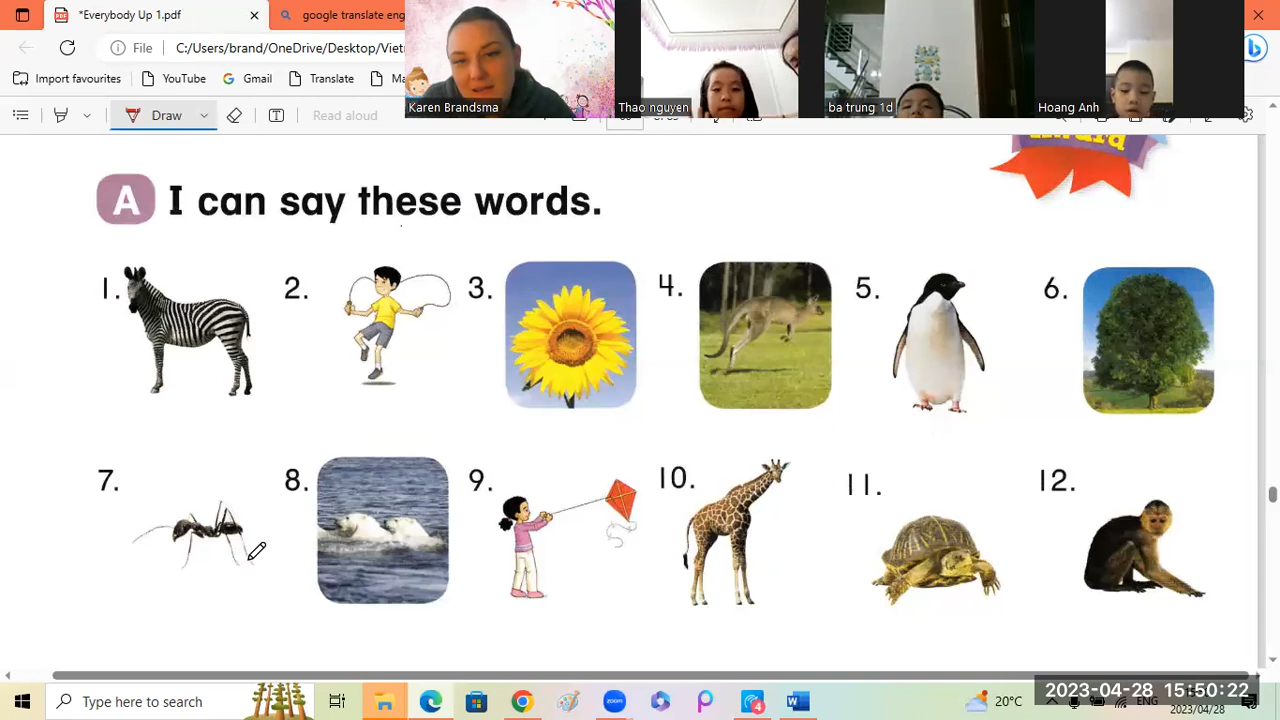 *"Everybody Up 1.pdf
google translate eng
File
C:/Users/brand/OneDrive/Desktop/Viet
Import favourites
YouTube
Gmail
Translate
Draw
Read aloud
Karen Brandsma
Thao nguyen
ba trung 1d
Hoang Anh
A I can say these words.
1. 2. 3. 4. 5. 6.
7. 8. 9. 10. 11. 12.
Type here to search
4
20°C
ENG
2023-04-28 15:50:22
2023/04/28